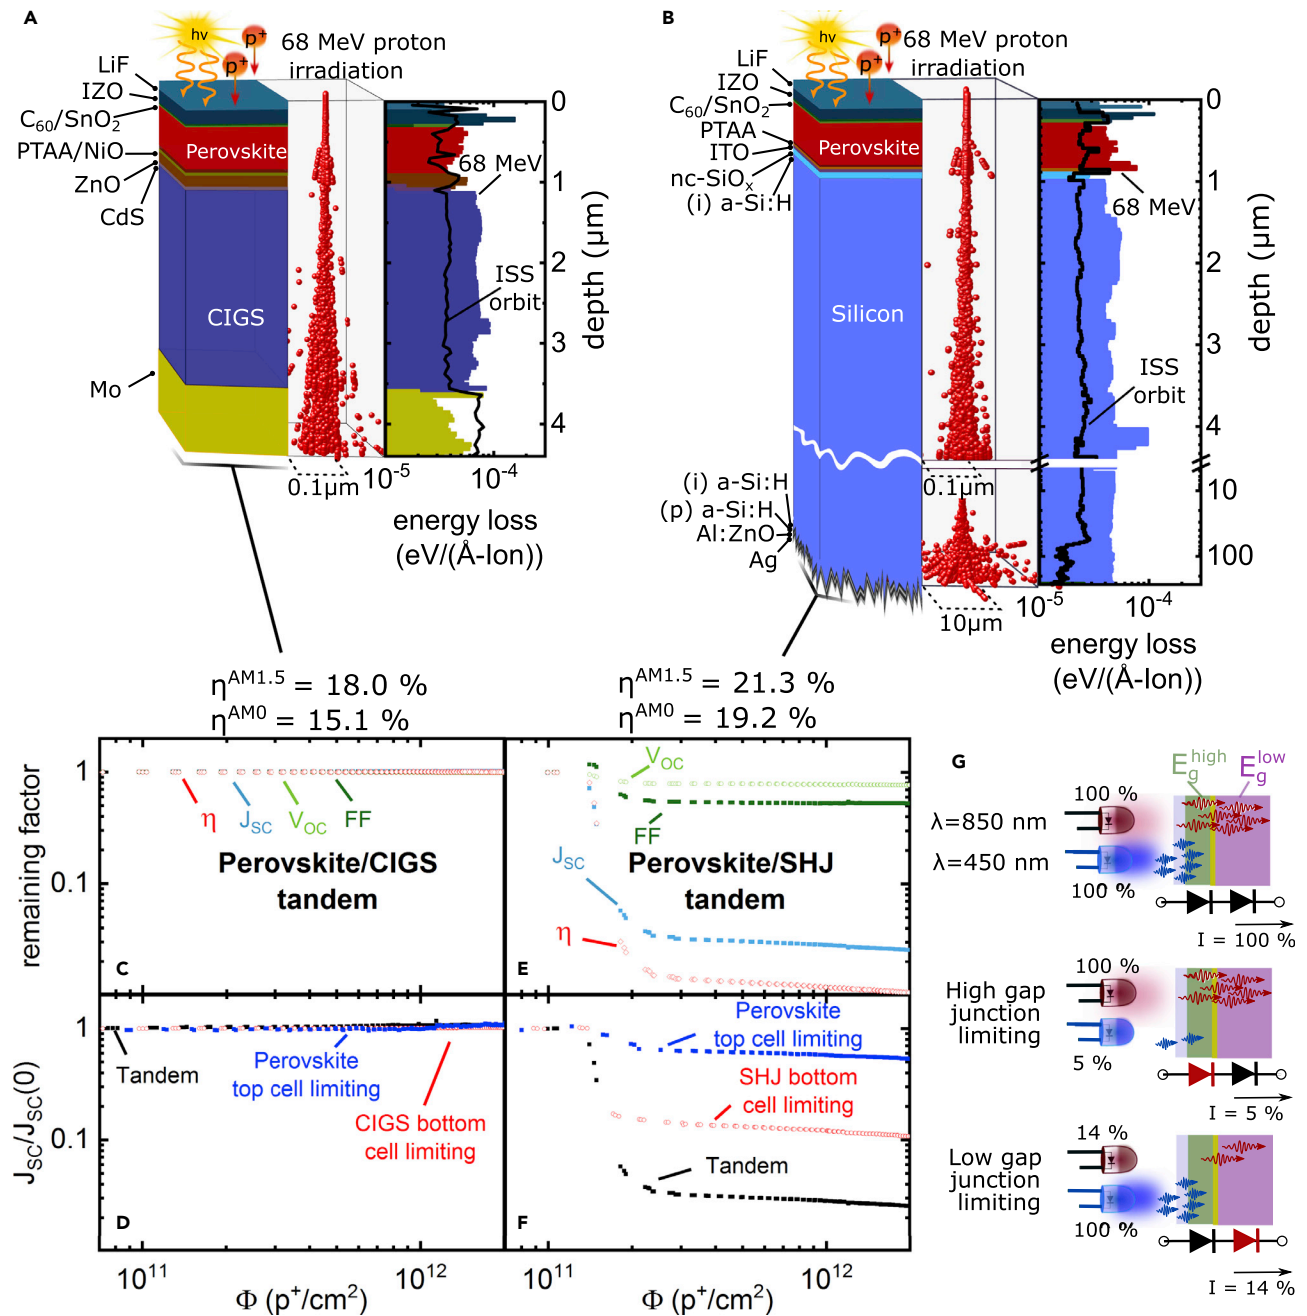 A
hν
p⁺
p⁺
68 MeV proton
irradiation
LiF
IZO
C₆₀/SnO₂
PTAA/NiO
ZnO
CdS
Perovskite
CIGS
Mo
68 MeV
ISS
orbit
0
1
2
3
4
depth (µm)
0.1µm
10⁻⁵
10⁻⁴
energy loss
(eV/(Å-Ion))
B
hν
p⁺
p⁺
68 MeV proton
irradiation
LiF
IZO
C₆₀/SnO₂
PTAA
ITO
nc-SiOₓ
(i) a-Si:H
Perovskite
Silicon
68 MeV
ISS
orbit
0
1
2
3
4
10
100
depth (µm)
(i) a-Si:H
(p) a-Si:H
Al:ZnO
Ag
0.1µm
10µm
10⁻⁵
10⁻⁴
energy loss
(eV/(Å-Ion))
η^AM1.5 = 18.0 %
η^AM0 = 15.1 %
η^AM1.5 = 21.3 %
η^AM0 = 19.2 %
remaining factor
1
0.1
η
J_SC
V_OC
FF
Perovskite/CIGS
tandem
C
V_OC
FF
J_SC
η
Perovskite/SHJ
tandem
E
J_SC/J_SC(0)
1
0.1
Tandem
Perovskite
top cell limiting
CIGS bottom
cell limiting
D
Perovskite
top cell limiting
SHJ bottom
cell limiting
Tandem
F
10¹¹
10¹²
Φ (p⁺/cm²)
10¹¹
10¹²
Φ (p⁺/cm²)
G
E_g^high
E_g^low
100 %
λ=850 nm
λ=450 nm
100 %
I = 100 %
100 %
High gap
junction
limiting
5 %
I = 5 %
14 %
Low gap
junction
limiting
100 %
I = 14 %